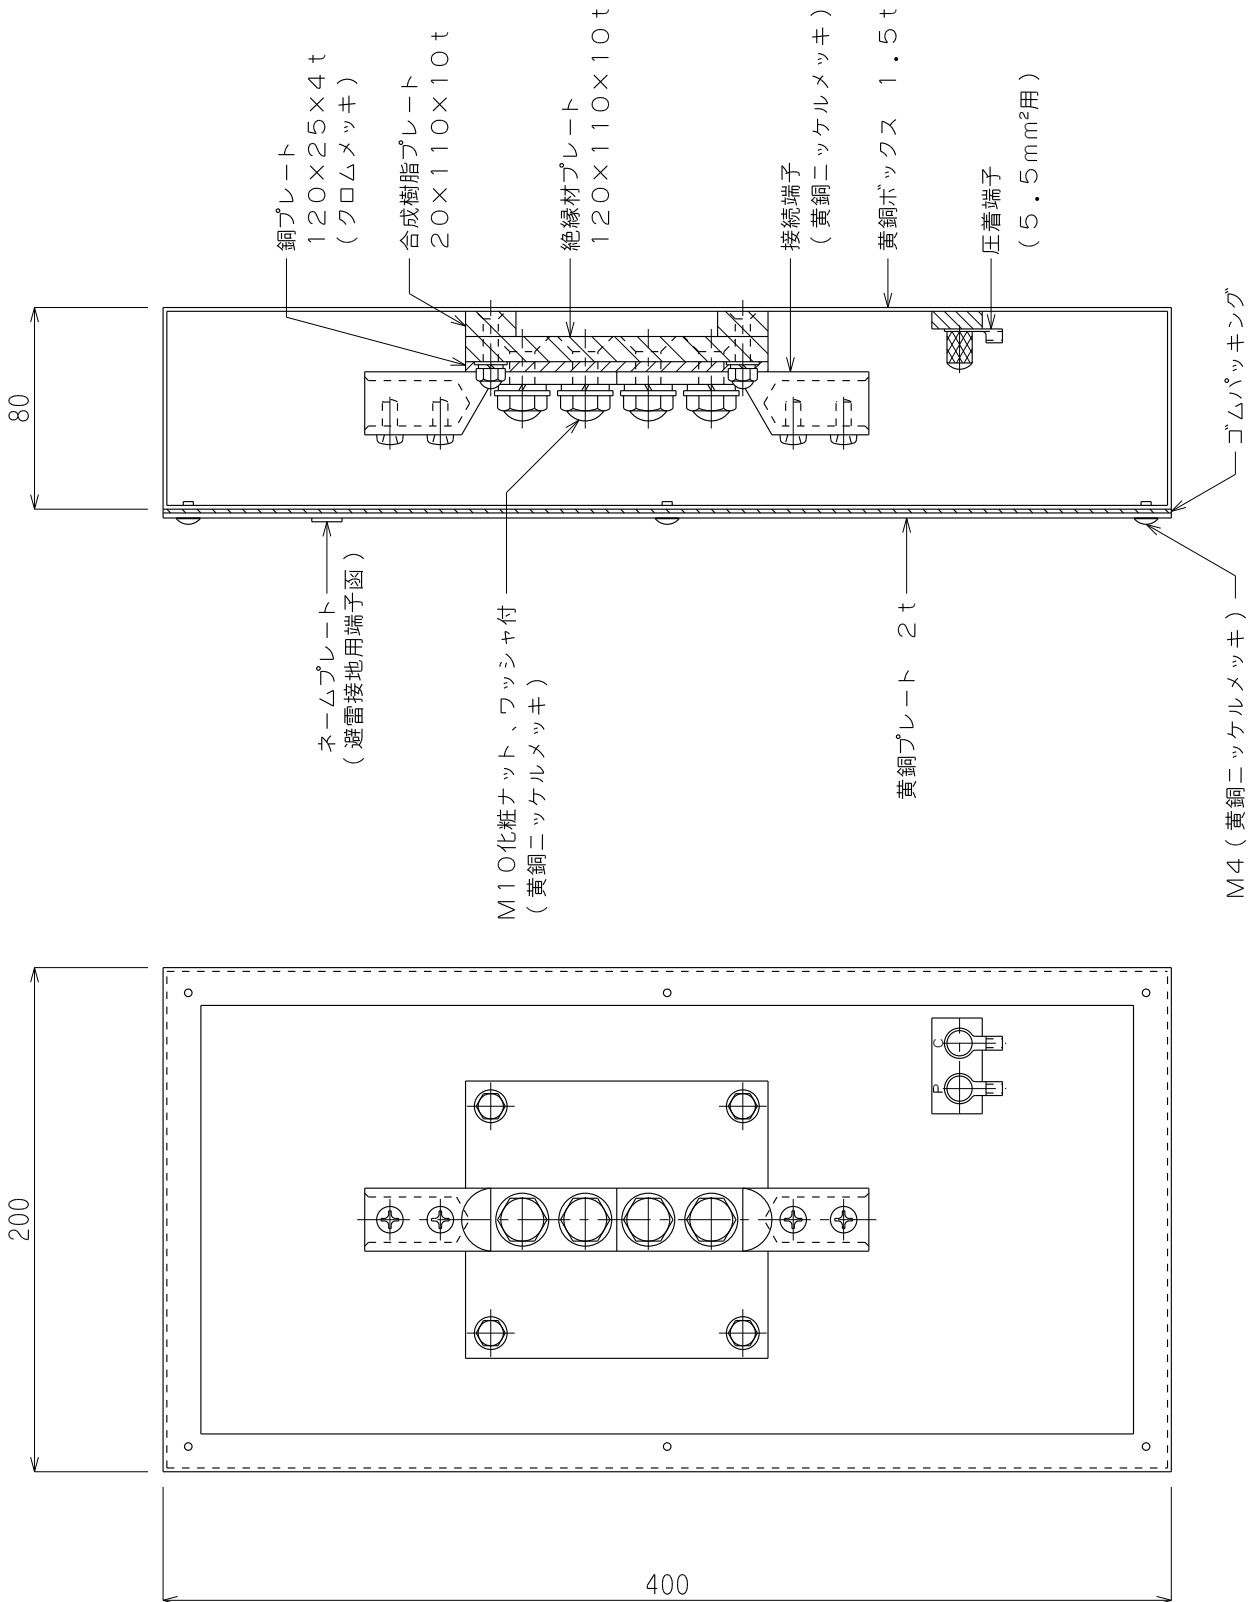 銅プレート
120×25×4t
(クロムメッキ)
合成樹脂プレート
20×110×10t
絶縁材プレート
120×110×10t
接続端子
(黄銅ニッケルメッキ)
黄銅ボックス 1.5t
圧着端子
(5.5mm²用)
ゴムパッキング
80
ネームプレート
(避雷接地用端子函)
M10化粧ナット、ワッシャ付
(黄銅ニッケルメッキ)
黄銅プレート 2t
M4(黄銅ニッケルメッキ)
200
C
P
400